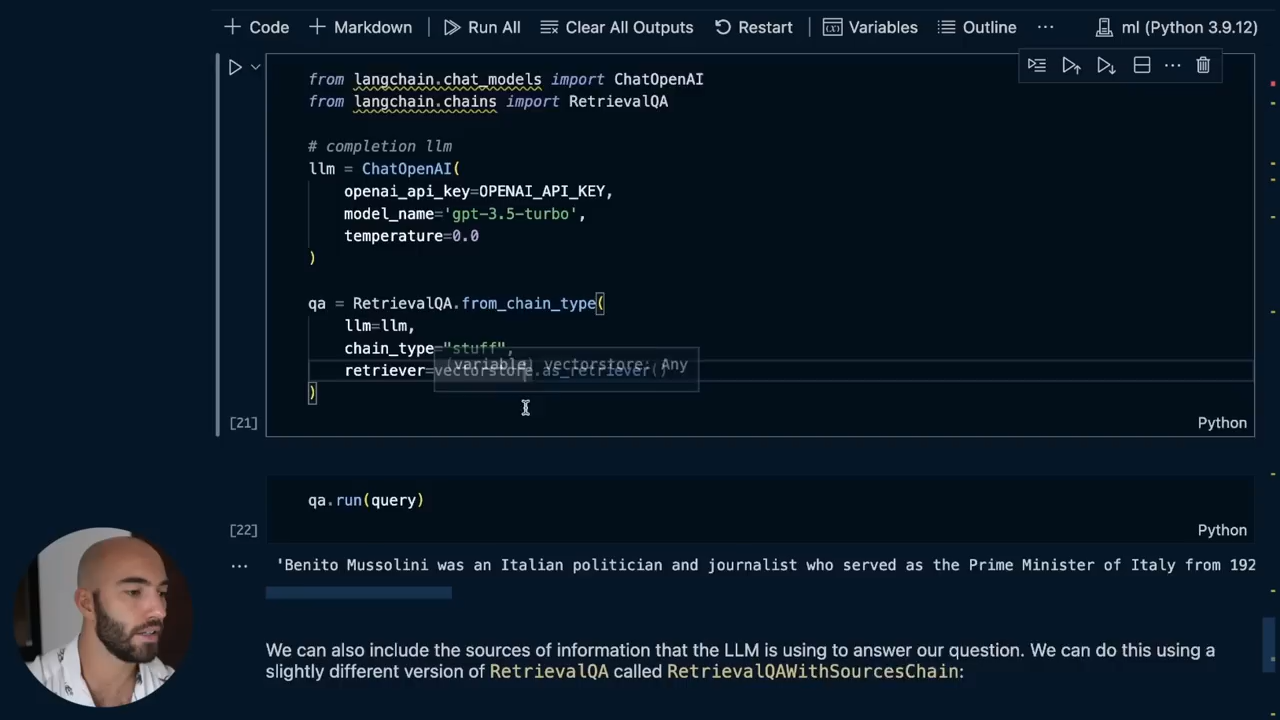 + Code + Markdown Run All Clear All Outputs Restart Variables Outline ... ml (Python 3.9.12)
from langchain.chat_models import ChatOpenAI
from langchain.chains import RetrievalQA
# completion llm
llm = ChatOpenAI(
openai_api_key=OPENAI_API_KEY,
model_name='gpt-3.5-turbo',
temperature=0.0
)
qa = RetrievalQA.from_chain_type(
llm=llm,
chain_type="stuff",
(variable) vectorstore: Any
retriever=vectorstore.as_retriever()
)
[21] Python
qa.run(query)
[22] Python
... 'Benito Mussolini was an Italian politician and journalist who served as the Prime Minister of Italy from 192
We can also include the sources of information that the LLM is using to answer our question. We can do this using a
slightly different version of RetrievalQA called RetrievalQAWithSourcesChain: